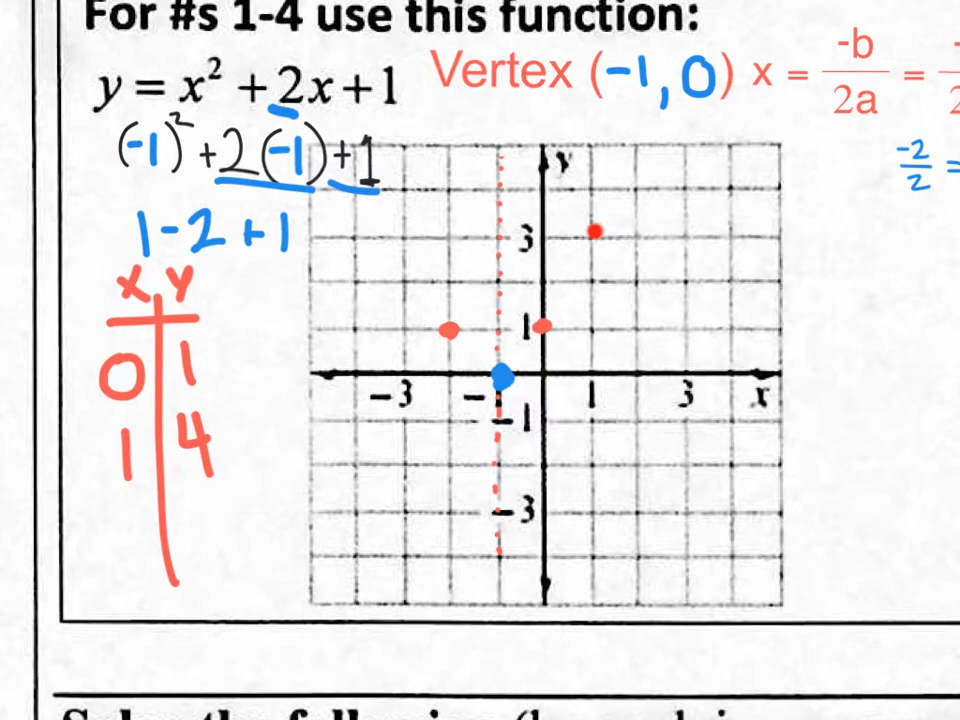 For #s 1-4 use this function:
y = x² + 2x + 1
Vertex (-1, 0) x = -b/2a =
(-1)² + 2(-1) + 1
-2/2 =
1 - 2 + 1
x y
0 1
1 4
y
3
1
-3 -1 1 3 x
-1
-3